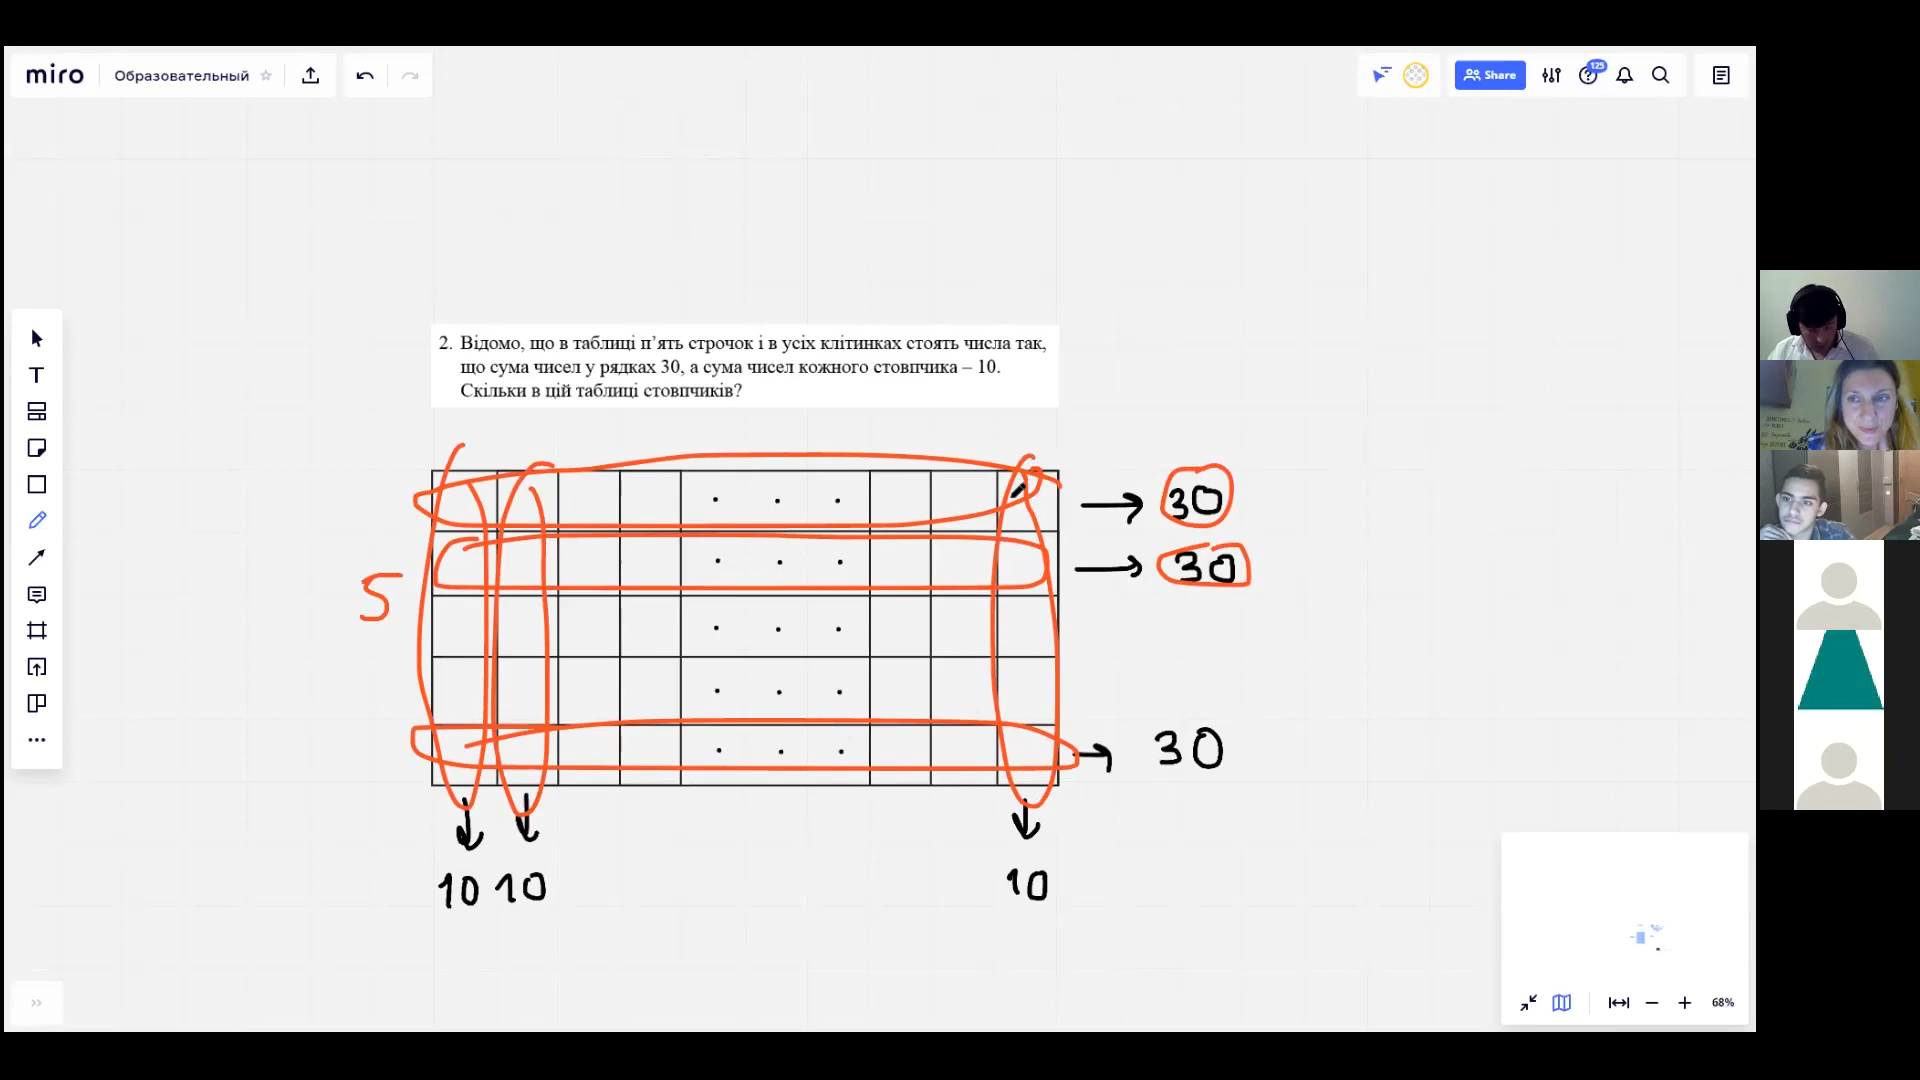 miro Образовательный
Share
125
2. Відомо, що в таблиці п’ять строчок і в усіх клітинках стоять числа так,
що сума чисел у рядках 30, а сума чисел кожного стовпчика – 10.
Скільки в цій таблиці стовпчиків?
30
30
5
30
10 10 10
68%